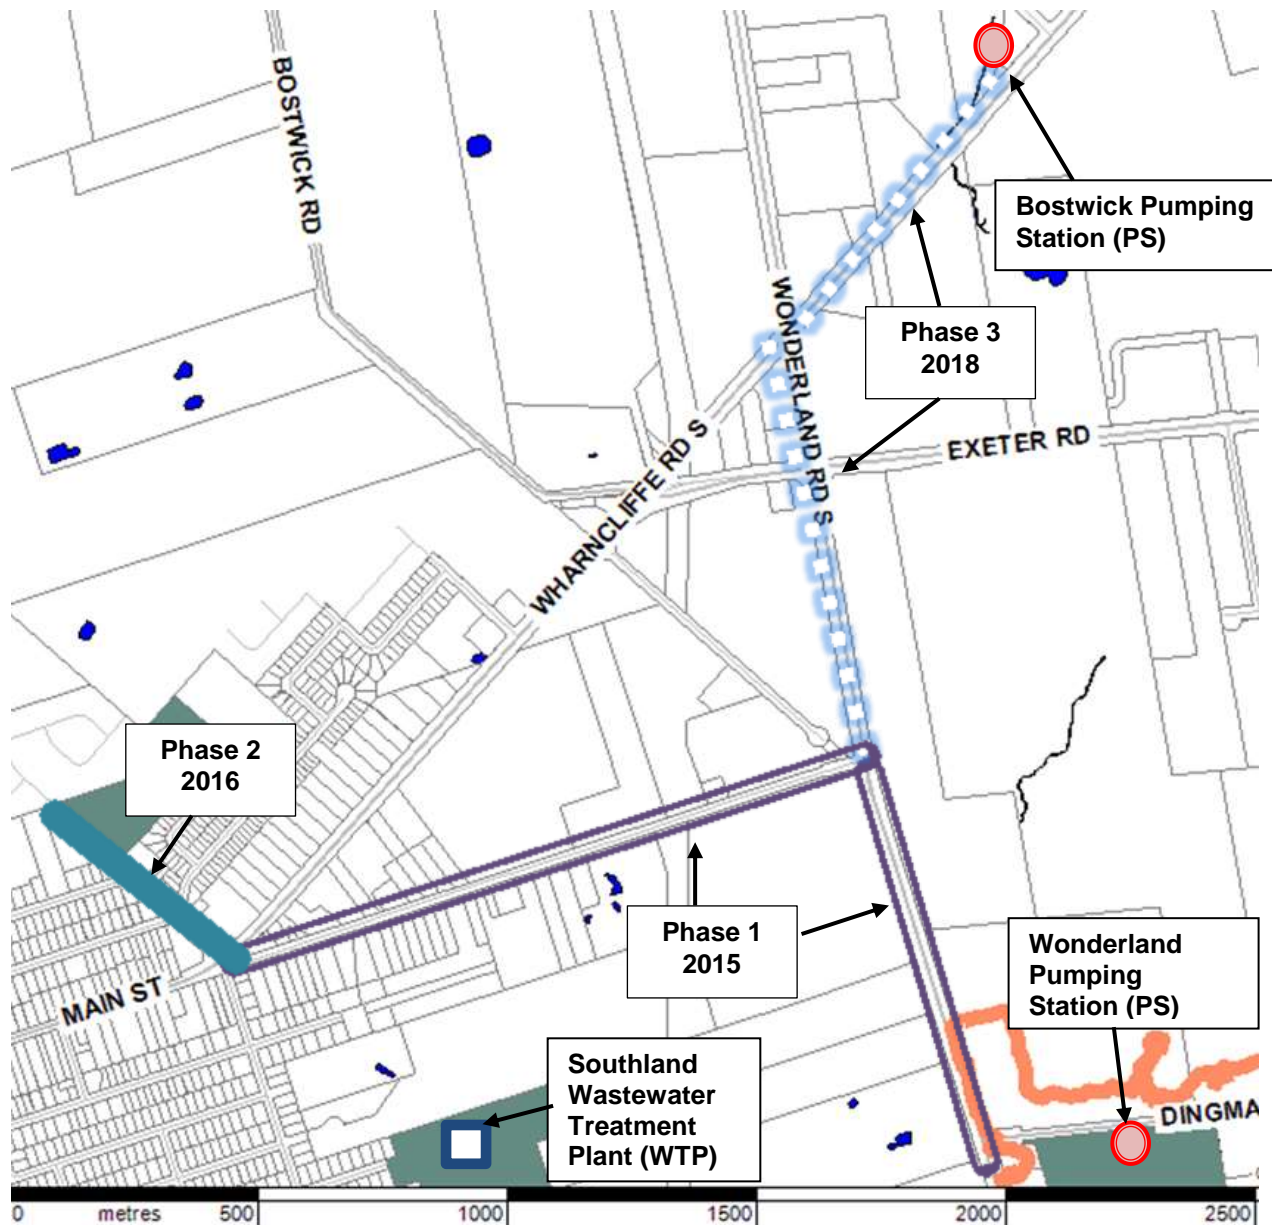 BOSTWICK RD
Bostwick Pumping
Station (PS)
WONDERLAND RD S
Phase 3
2018
EXETER RD
WHARNCLIFFE RD S
Phase 2
2016
Phase 1
2015
Wonderland
Pumping
Station (PS)
MAIN ST
Southland
Wastewater
Treatment
Plant (WTP)
DINGMA
0 metres 500 1000 1500 2000 2500